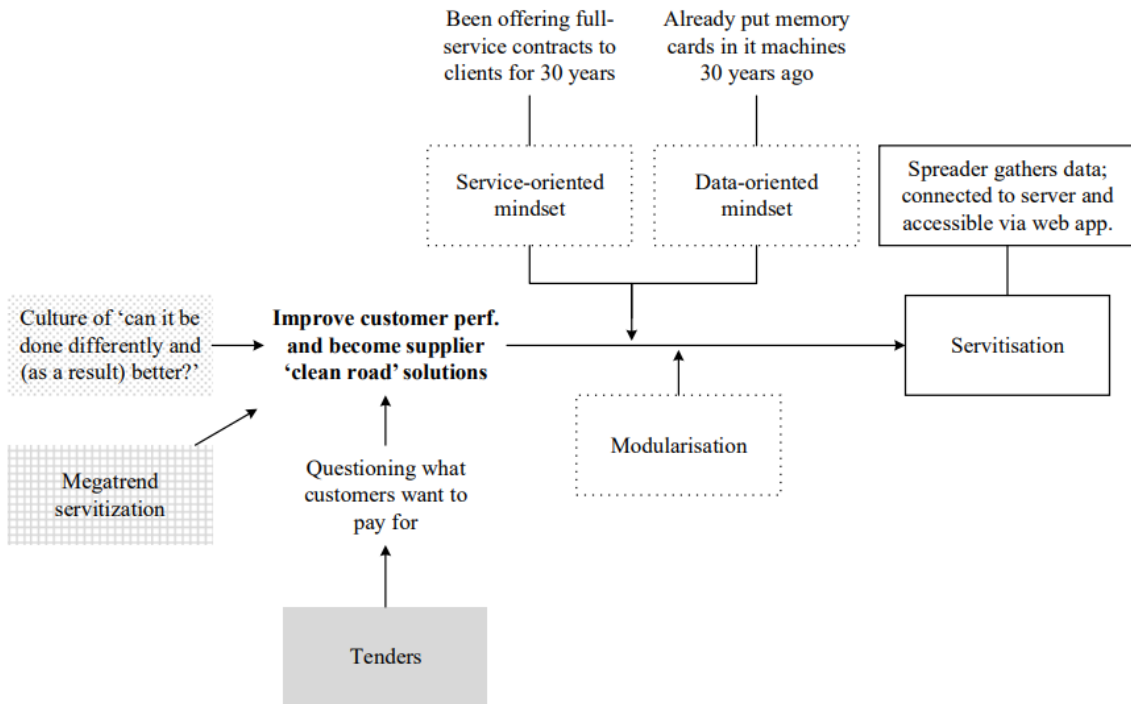 Been offering full-
service contracts to
clients for 30 years
Already put memory
cards in it machines
30 years ago
Service-oriented
mindset
Data-oriented
mindset
Spreader gathers data;
connected to server and
accessible via web app.
Culture of ‘can it be
done differently and
(as a result) better?’
Improve customer perf.
and become supplier
‘clean road’ solutions
Servitisation
Modularisation
Megatrend
servitization
Questioning what
customers want to
pay for
Tenders